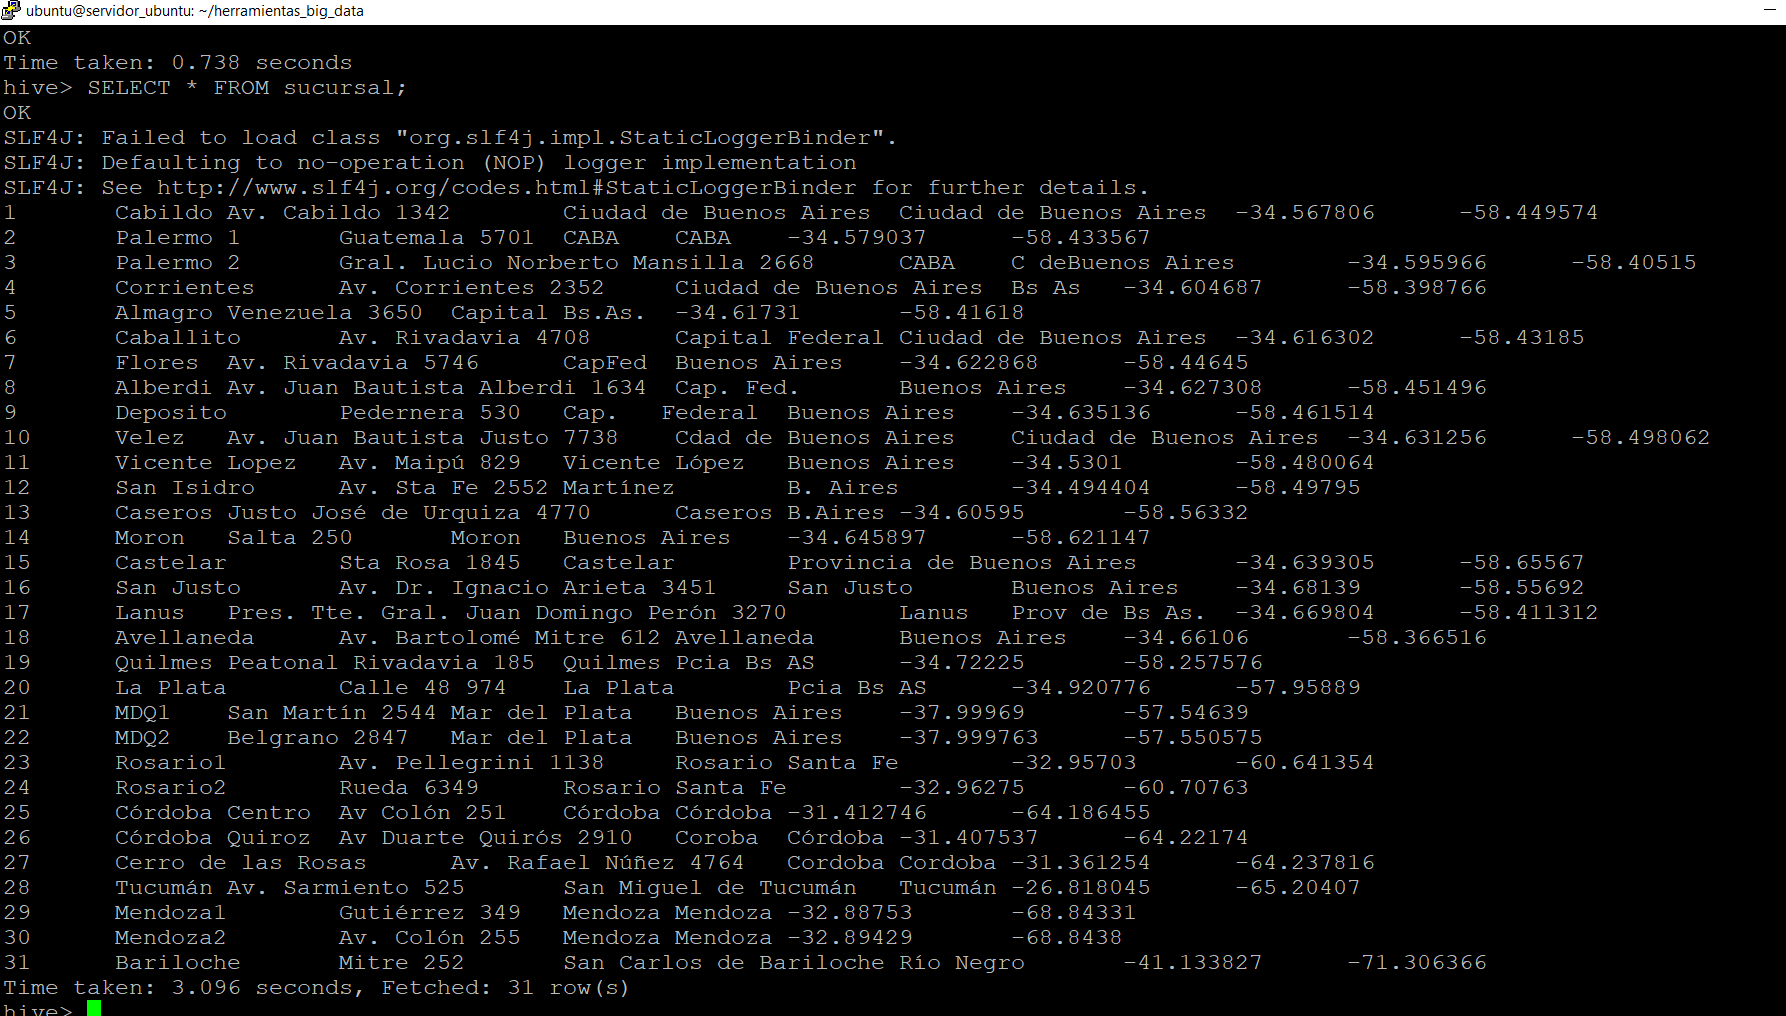 ubuntu@servidor_ubuntu: ~/herramientas_big_data
OK
Time taken: 0.738 seconds
hive> SELECT * FROM sucursal;
OK
SLF4J: Failed to load class "org.slf4j.impl.StaticLoggerBinder".
SLF4J: Defaulting to no-operation (NOP) logger implementation
SLF4J: See http://www.slf4j.org/codes.html#StaticLoggerBinder for further details.
1	Cabildo	Av. Cabildo 1342	Ciudad de Buenos Aires	Ciudad de Buenos Aires	-34.567806	-58.449574
2	Palermo 1	Guatemala 5701	CABA	CABA	-34.579037	-58.433567
3	Palermo 2	Gral. Lucio Norberto Mansilla 2668	CABA	C deBuenos Aires	-34.595966	-58.40515
4	Corrientes	Av. Corrientes 2352	Ciudad de Buenos Aires	Bs As	-34.604687	-58.398766
5	Almagro	Venezuela 3650	Capital	Bs.As.	-34.61731	-58.41618
6	Caballito	Av. Rivadavia 4708	Capital Federal	Ciudad de Buenos Aires	-34.616302	-58.43185
7	Flores	Av. Rivadavia 5746	CapFed	Buenos Aires	-34.622868	-58.44645
8	Alberdi	Av. Juan Bautista Alberdi 1634	Cap. Fed.	Buenos Aires	-34.627308	-58.451496
9	Deposito	Pedernera 530	Cap.   Federal	Buenos Aires	-34.635136	-58.461514
10	Velez	Av. Juan Bautista Justo 7738	Cdad de Buenos Aires	Ciudad de Buenos Aires	-34.631256	-58.498062
11	Vicente Lopez	Av. Maipú 829	Vicente López	Buenos Aires	-34.5301	-58.480064
12	San Isidro	Av. Sta Fe 2552	Martínez	B. Aires	-34.494404	-58.49795
13	Caseros	Justo José de Urquiza 4770	Caseros	B.Aires	-34.60595	-58.56332
14	Moron	Salta 250	Moron	Buenos Aires	-34.645897	-58.621147
15	Castelar	Sta Rosa 1845	Castelar	Provincia de Buenos Aires	-34.639305	-58.65567
16	San Justo	Av. Dr. Ignacio Arieta 3451	San Justo	Buenos Aires	-34.68139	-58.55692
17	Lanus	Pres. Tte. Gral. Juan Domingo Perón 3270	Lanus	Prov de Bs As.	-34.669804	-58.411312
18	Avellaneda	Av. Bartolomé Mitre 612	Avellaneda	Buenos Aires	-34.66106	-58.366516
19	Quilmes	Peatonal Rivadavia 185	Quilmes	Pcia Bs AS	-34.72225	-58.257576
20	La Plata	Calle 48 974	La Plata	Pcia Bs AS	-34.920776	-57.95889
21	MDQ1	San Martín 2544	Mar del Plata	Buenos Aires	-37.99969	-57.54639
22	MDQ2	Belgrano 2847	Mar del Plata	Buenos Aires	-37.999763	-57.550575
23	Rosario1	Av. Pellegrini 1138	Rosario	Santa Fe	-32.95703	-60.641354
24	Rosario2	Rueda 6349	Rosario	Santa Fe	-32.96275	-60.70763
25	Córdoba Centro	Av Colón 251	Córdoba	Córdoba	-31.412746	-64.186455
26	Córdoba Quiroz	Av Duarte Quirós 2910	Coroba	Córdoba	-31.407537	-64.22174
27	Cerro de las Rosas	Av. Rafael Núñez 4764	Cordoba	Cordoba	-31.361254	-64.237816
28	Tucumán	Av. Sarmiento 525	San Miguel de Tucumán	Tucumán	-26.818045	-65.20407
29	Mendoza1	Gutiérrez 349	Mendoza	Mendoza	-32.88753	-68.84331
30	Mendoza2	Av. Colón 255	Mendoza	Mendoza	-32.89429	-68.8438
31	Bariloche	Mitre 252	San Carlos de Bariloche	Río Negro	-41.133827	-71.306366
Time taken: 3.096 seconds, Fetched: 31 row(s)
hive>